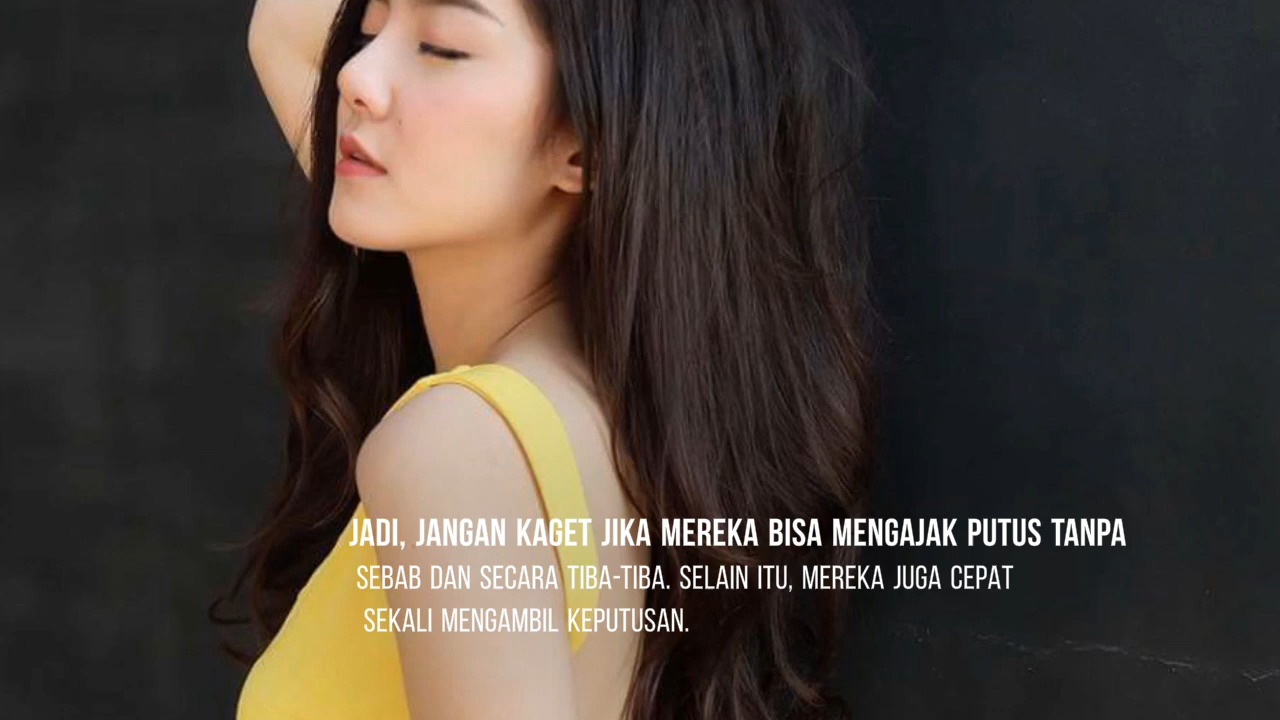 JADI, JANGAN KAGET JIKA MEREKA BISA MENGAJAK PUTUS TANPA
SEBAB DAN SECARA TIBA-TIBA. SELAIN ITU, MEREKA JUGA CEPAT
SEKALI MENGAMBIL KEPUTUSAN.